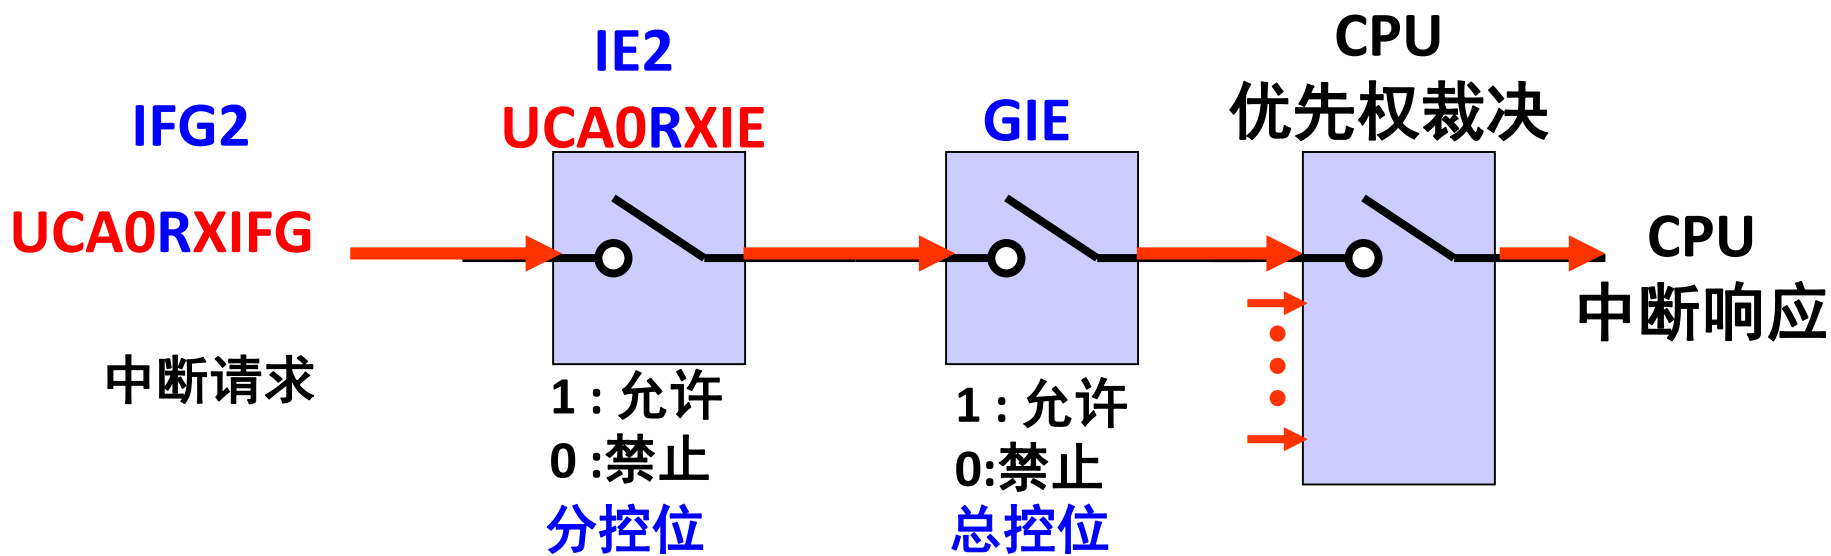 IFG2
UCA0RXIFG
中断请求
IE2
UCA0RXIE
1 : 允许
0 :禁止
分控位
GIE
1 : 允许
0:禁止
总控位
CPU
优先权裁决
CPU
中断响应